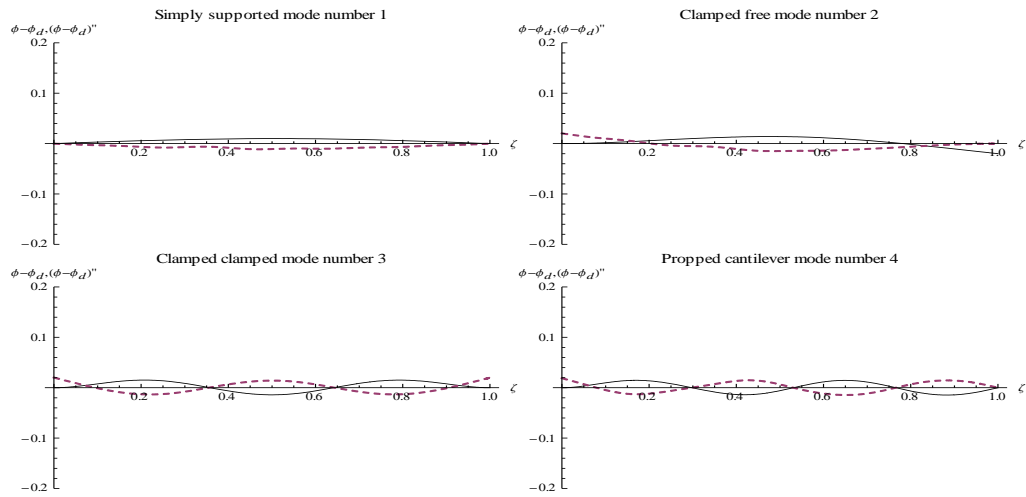 Simply supported mode number 1
ϕ−ϕd,(ϕ−ϕd)"
0.2
0.1
−0.1
−0.2
0.2 0.4 0.6 0.8 1.0 ζ
Clamped free mode number 2
ϕ−ϕd,(ϕ−ϕd)"
0.2
0.1
−0.1
−0.2
0.2 0.4 0.6 0.8 1.0 ζ
Clamped clamped mode number 3
ϕ−ϕd,(ϕ−ϕd)"
0.2
0.1
−0.1
−0.2
0.2 0.4 0.6 0.8 1.0 ζ
Propped cantilever mode number 4
ϕ−ϕd,(ϕ−ϕd)"
0.2
0.1
−0.1
−0.2
0.2 0.4 0.6 0.8 1.0 ζ